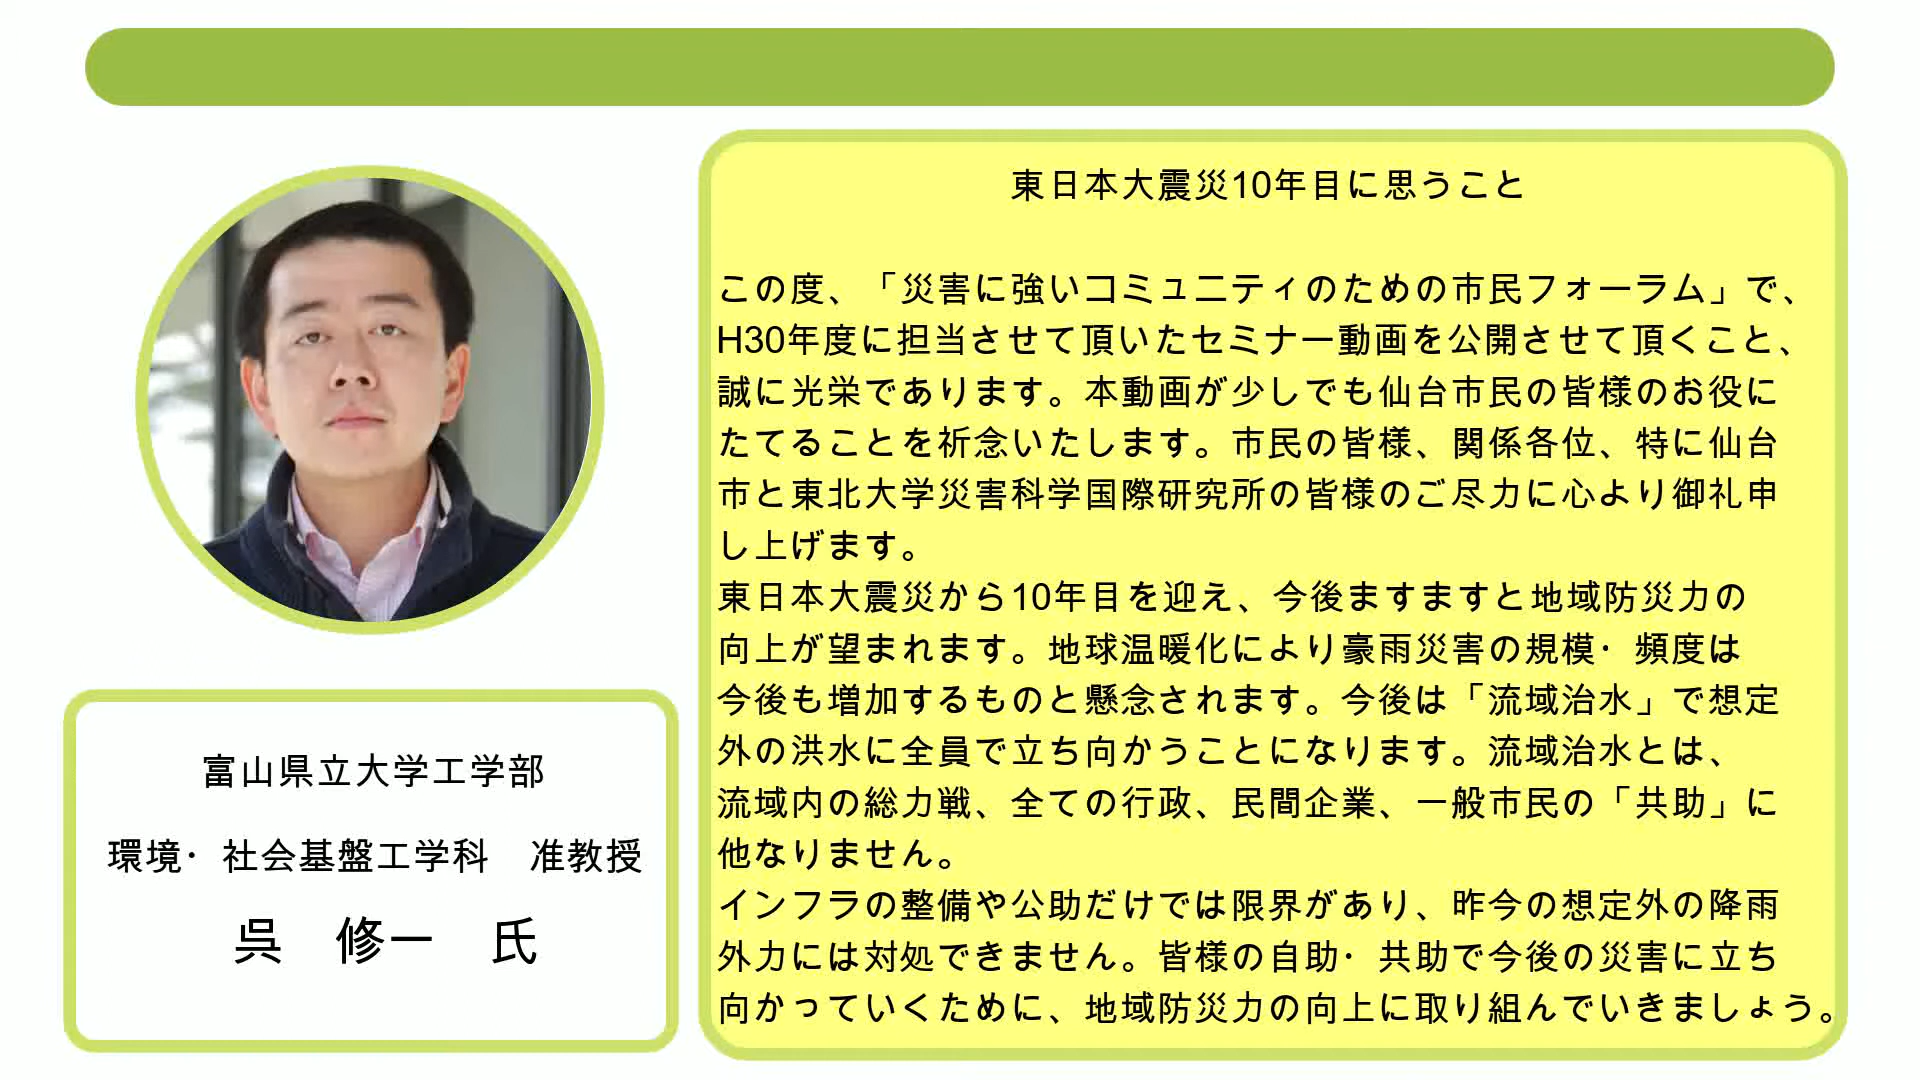 東日本大震災10年目に思うこと
この度、「災害に強いコミュニティのための市民フォーラム」で、
H30年度に担当させて頂いたセミナー動画を公開させて頂くこと、
誠に光栄であります。本動画が少しでも仙台市民の皆様のお役に
たてることを祈念いたします。市民の皆様、関係各位、特に仙台
市と東北大学災害科学国際研究所の皆様のご尽力に心より御礼申
し上げます。
東日本大震災から10年目を迎え、今後ますますと地域防災力の
向上が望まれます。地球温暖化により豪雨災害の規模・頻度は
今後も増加するものと懸念されます。今後は「流域治水」で想定
外の洪水に全員で立ち向かうことになります。流域治水とは、
流域内の総力戦、全ての行政、民間企業、一般市民の「共助」に
他なりません。
インフラの整備や公助だけでは限界があり、昨今の想定外の降雨
外力には対処できません。皆様の自助・共助で今後の災害に立ち
向かっていくために、地域防災力の向上に取り組んでいきましょう。
富山県立大学工学部
環境・社会基盤工学科　准教授
呉　修一　氏